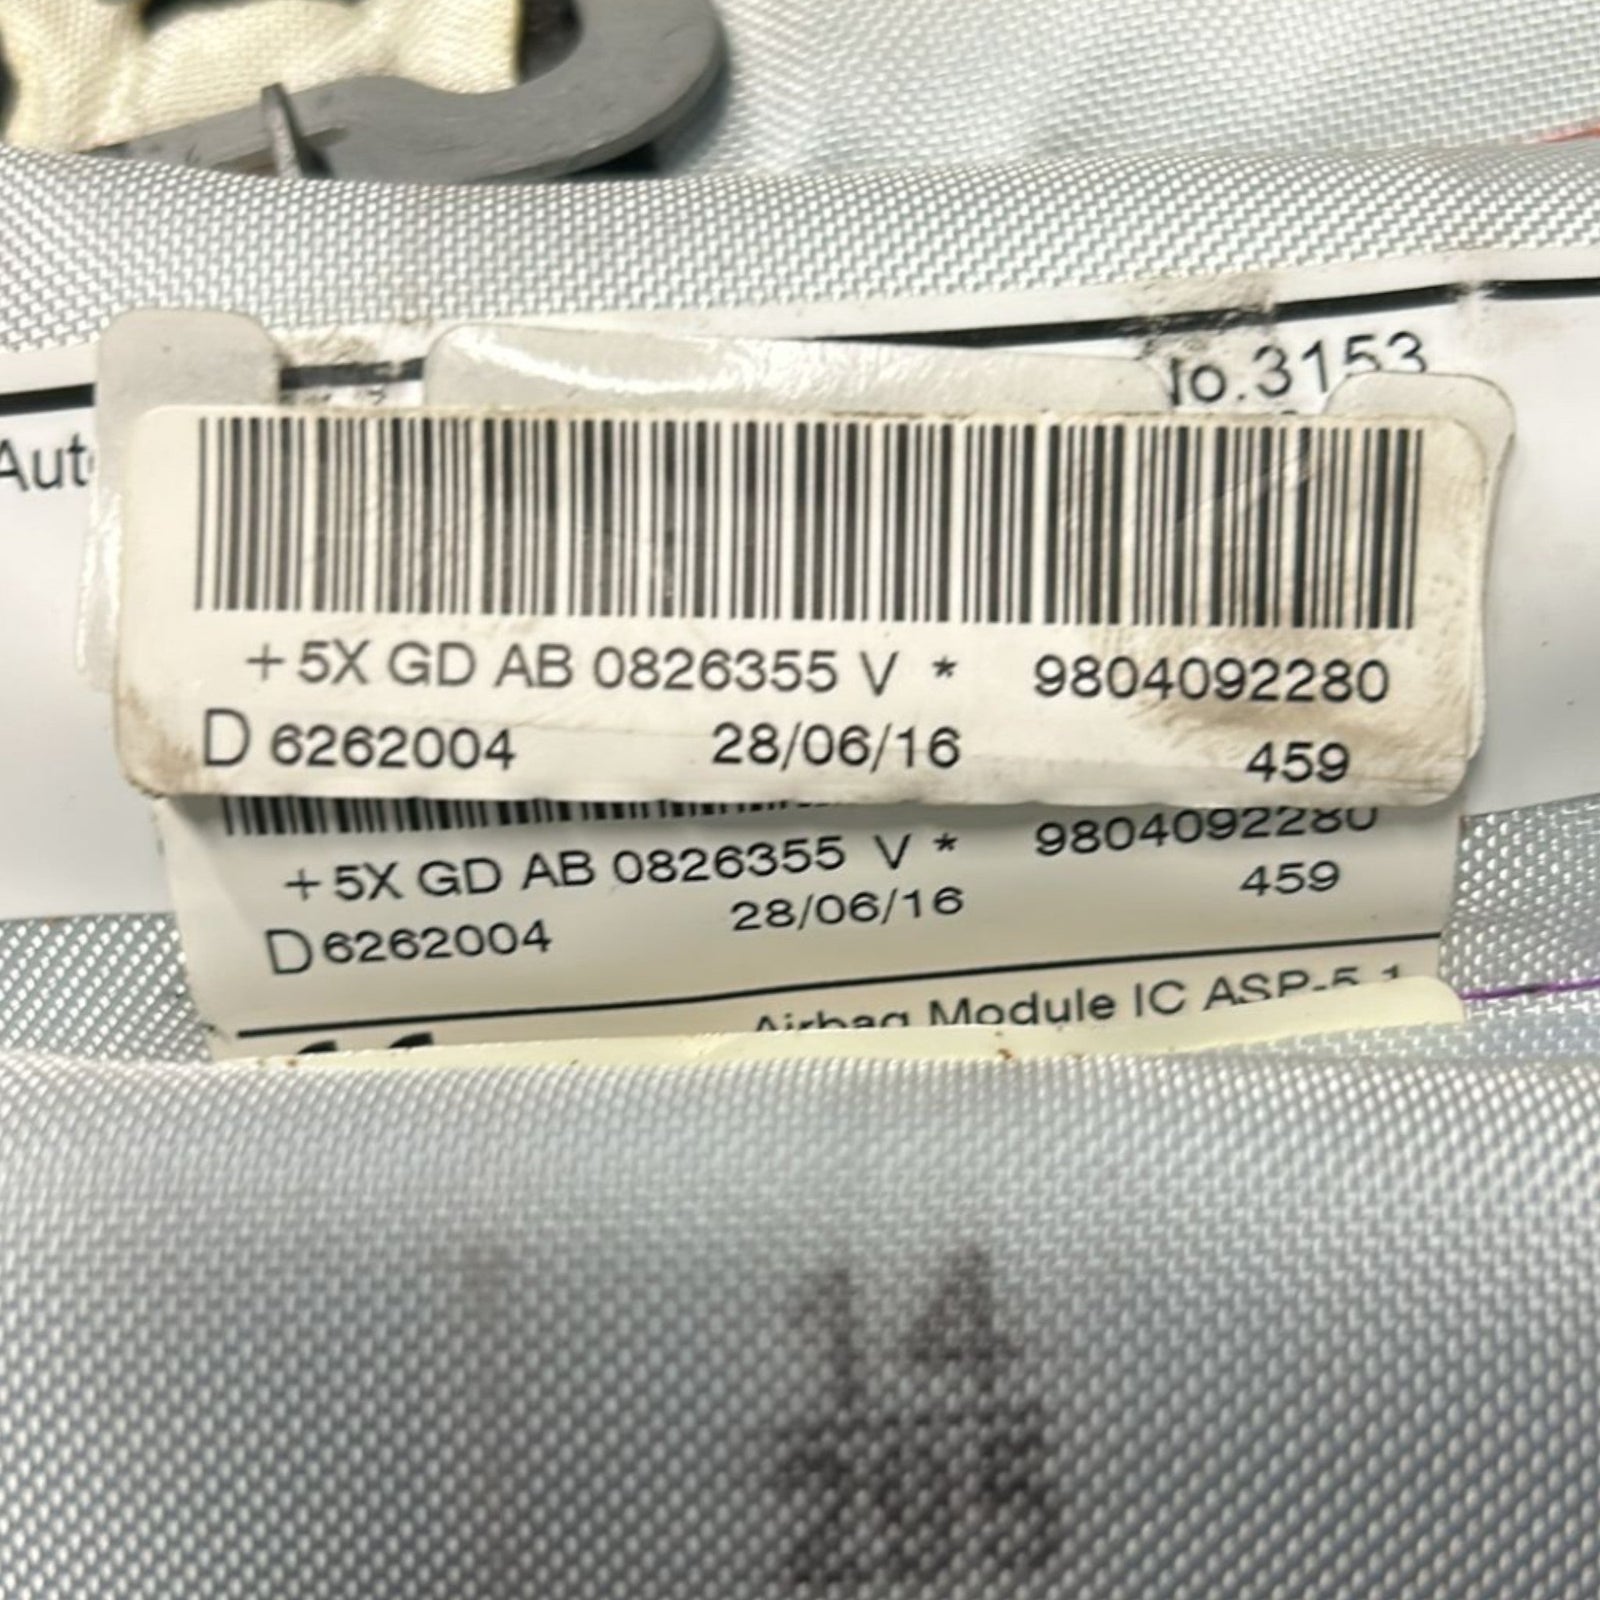 No.3153
Aut
+5X GD AB 0826355 V * 9804092280
D 6262004 28/06/16 459
+5X GD AB 0826355 V * 9804092280
D 6262004 28/06/16 459
Airbag Module IC ASP-5.1